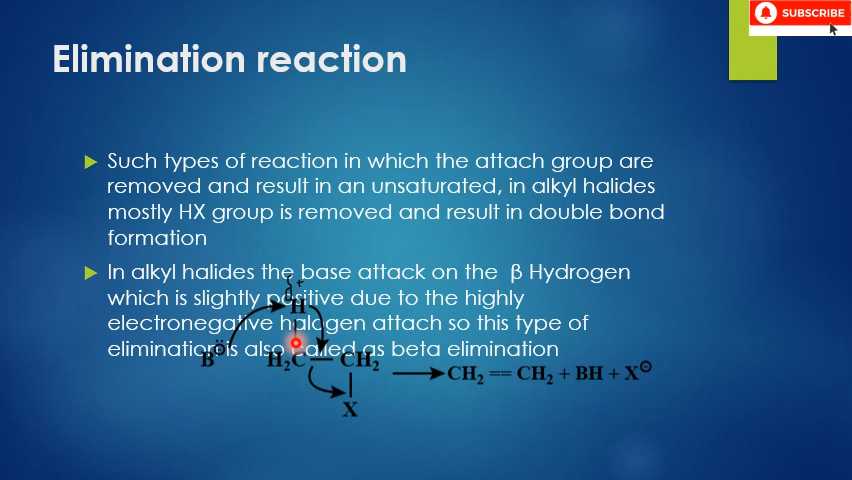 SUBSCRIBE
Elimination reaction
Such types of reaction in which the attach group are
removed and result in an unsaturated, in alkyl halides
mostly HX group is removed and result in double bond
formation
In alkyl halides the base attack on the β Hydrogen
which is slightly positive due to the highly
electronegative halogen attach so this type of
elimination is also called as beta elimination
δ+
H
B⊖
H₂C — CH₂
X
CH₂ == CH₂ + BH + X⊖